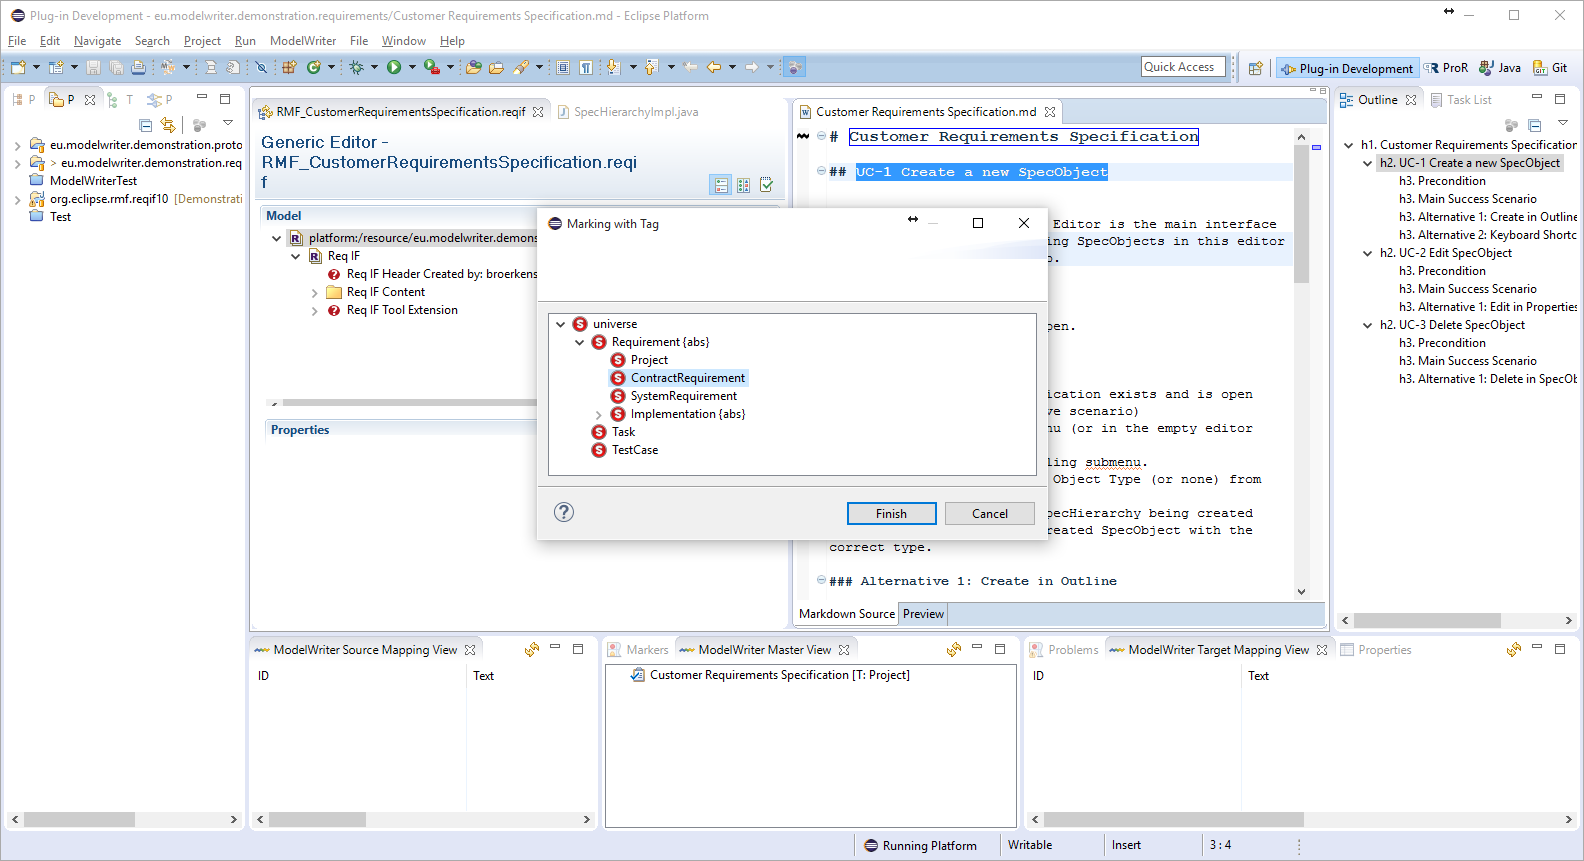 Plug-in Development - eu.modelwriter.demonstration.requirements/Customer Requirements Specification.md - Eclipse Platform
File Edit Navigate Search Project Run ModelWriter File Window Help
Quick Access
Plug-in Development ProR Java Git
P P T P
eu.modelwriter.demonstration.proto
> eu.modelwriter.demonstration.req
ModelWriterTest
org.eclipse.rmf.reqif10 [Demonstrati
Test
RMF_CustomerRequirementsSpecification.reqif SpecHierarchyImpl.java
Generic Editor -
RMF_CustomerRequirementsSpecification.reqi
f
Model
platform:/resource/eu.modelwriter.demons
Req IF
Req IF Header Created by: broerkens
Req IF Content
Req IF Tool Extension
Properties
Customer Requirements Specification.md
# Customer Requirements Specification
## UC-1 Create a new SpecObject
Editor is the main interface
ing SpecObjects in this editor
o.
en.
ication exists and is open
ve scenario)
nu (or in the empty editor
ling submenu.
Object Type (or none) from
pecHierarchy being created
reated SpecObject with the
correct type.
### Alternative 1: Create in Outline
Markdown Source Preview
Marking with Tag
universe
Requirement {abs}
Project
ContractRequirement
SystemRequirement
Implementation {abs}
Task
TestCase
Finish Cancel
Outline Task List
h1. Customer Requirements Specification
h2. UC-1 Create a new SpecObject
h3. Precondition
h3. Main Success Scenario
h3. Alternative 1: Create in Outline
h3. Alternative 2: Keyboard Shortc
h2. UC-2 Edit SpecObject
h3. Precondition
h3. Main Success Scenario
h3. Alternative 1: Edit in Properties
h2. UC-3 Delete SpecObject
h3. Precondition
h3. Main Success Scenario
h3. Alternative 1: Delete in SpecOb
ModelWriter Source Mapping View
ID Text
Markers ModelWriter Master View
Customer Requirements Specification [T: Project]
Problems ModelWriter Target Mapping View Properties
ID Text
Running Platform Writable Insert 3 : 4